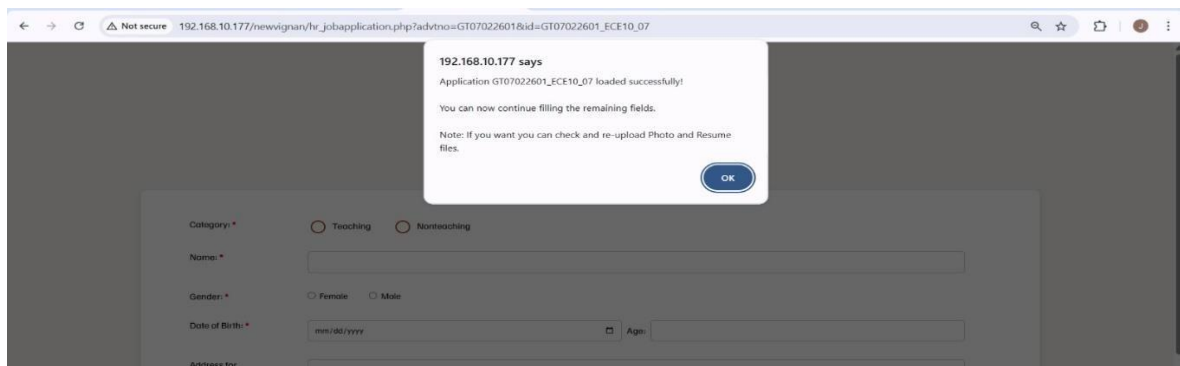 Not secure 192.168.10.177/newvignan/hr_jobapplication.php?advtno=GT07022601&id=GT07022601_ECE10_07
J
192.168.10.177 says
Application GT07022601_ECE10_07 loaded successfully!
You can now continue filling the remaining fields.
Note: If you want you can check and re-upload Photo and Resume
files.
OK
Category: * Teaching Nonteaching
Name: *
Gender: * Female Male
Date of Birth: * mm/dd/yyyy Age:
Address for